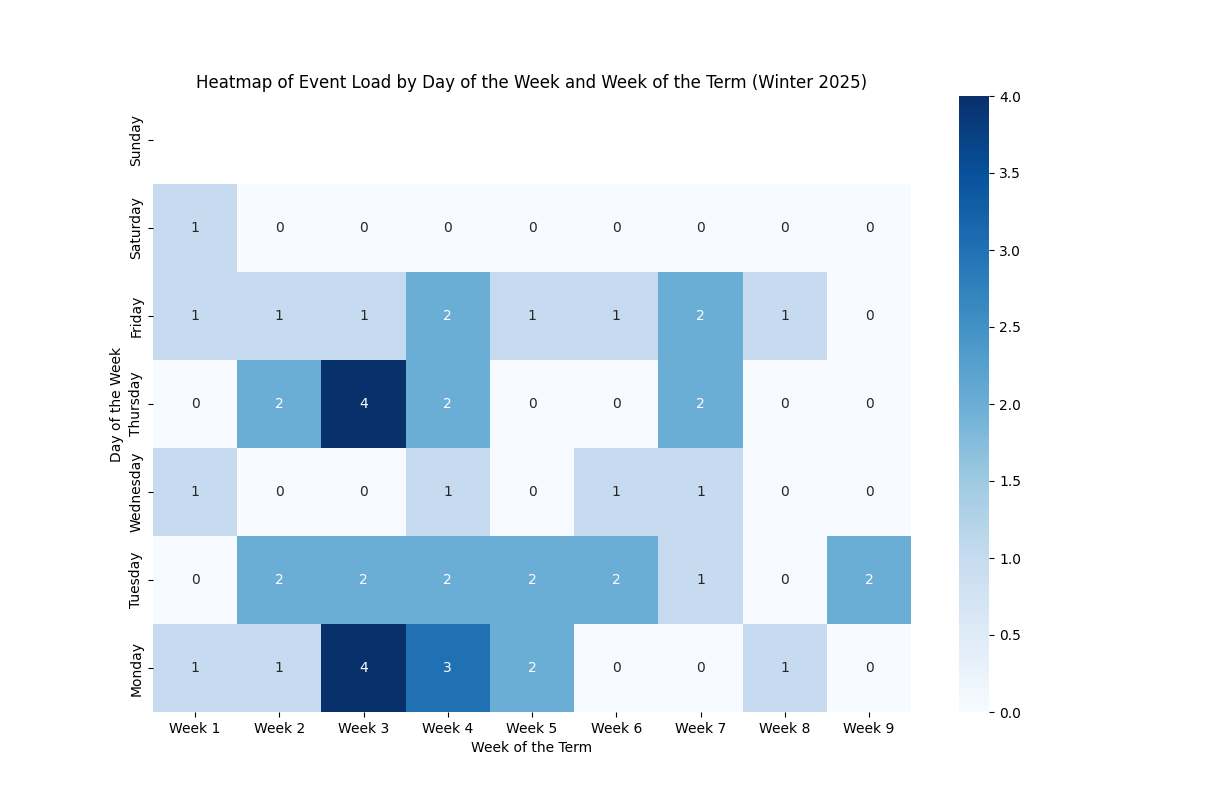 Heatmap of Event Load by Day of the Week and Week of the Term (Winter 2025)
Day of the Week
Sunday
Saturday
1 0 0 0 0 0 0 0 0
Friday
1 1 1 2 1 1 2 1 0
Thursday
0 2 4 2 0 0 2 0 0
Wednesday
1 0 0 1 0 1 1 0 0
Tuesday
0 2 2 2 2 2 1 0 2
Monday
1 1 4 3 2 0 0 1 0
Week 1 Week 2 Week 3 Week 4 Week 5 Week 6 Week 7 Week 8 Week 9
Week of the Term
4.0
3.5
3.0
2.5
2.0
1.5
1.0
0.5
0.0